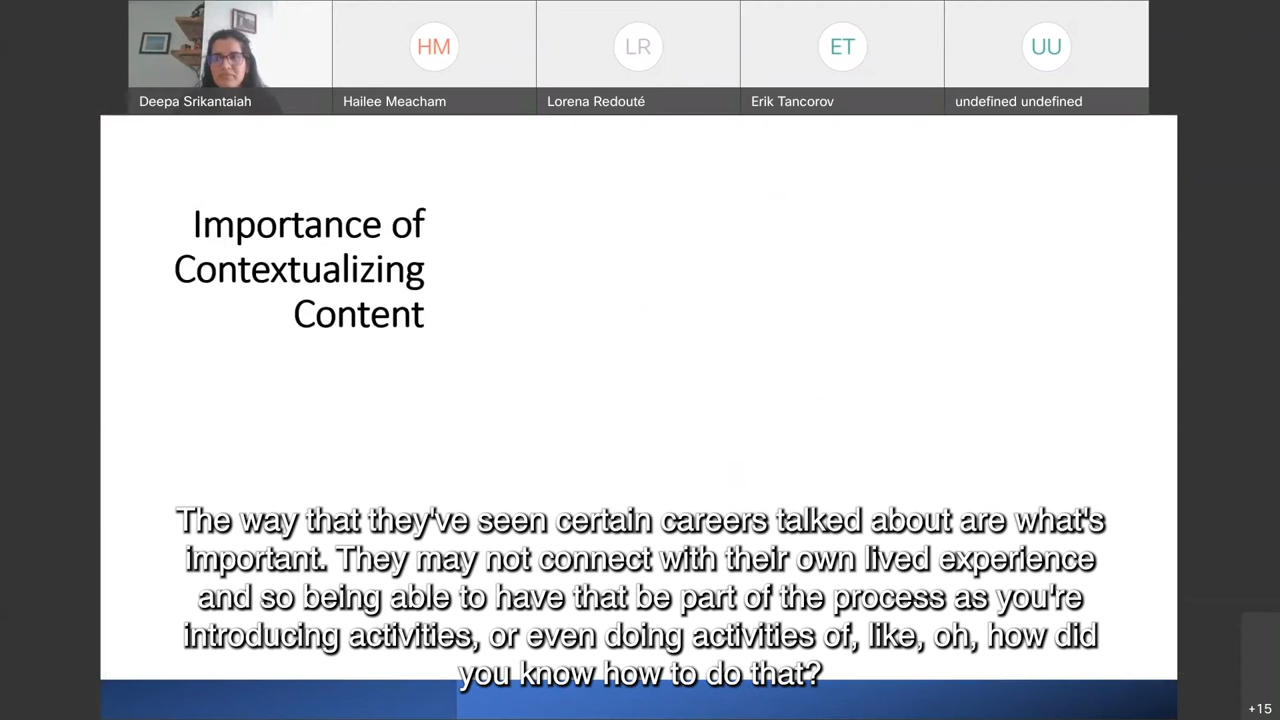 HM
LR
ET
UU
Deepa Srikantaiah
Hailee Meacham
Lorena Redouté
Erik Tancorov
undefined undefined
Importance of
Contextualizing
Content
The way that they've seen certain careers talked about are what's
important. They may not connect with their own lived experience
and so being able to have that be part of the process as you're
introducing activities, or even doing activities of, like, oh, how did
you know how to do that?
+15